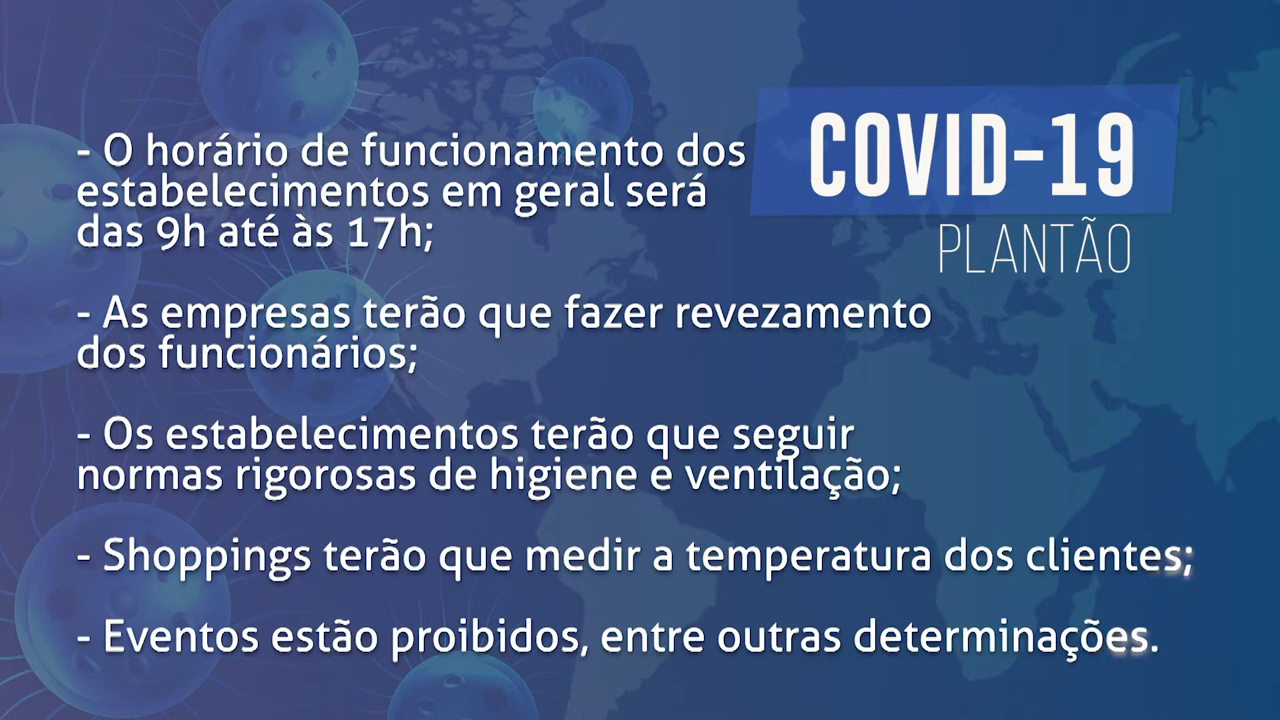 - O horário de funcionamento dos
estabelecimentos em geral será
das 9h até às 17h;
COVID-19
PLANTÃO
- As empresas terão que fazer revezamento
dos funcionários;
- Os estabelecimentos terão que seguir
normas rigorosas de higiene e ventilação;
- Shoppings terão que medir a temperatura dos clientes;
- Eventos estão proibidos, entre outras determinações.